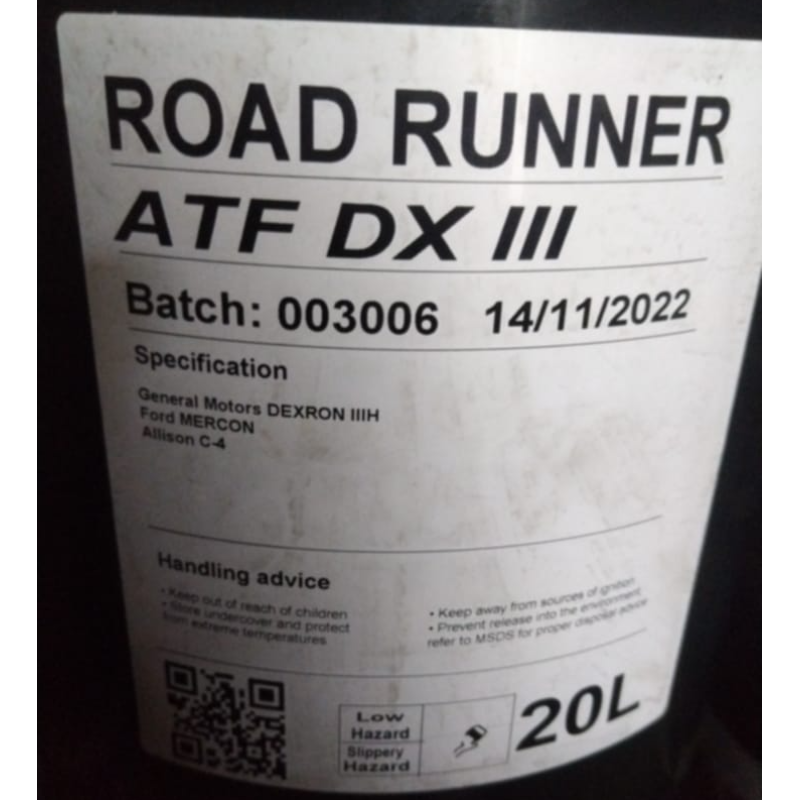 ROAD RUNNER
ATF DX III
Batch: 003006 14/11/2022
Specification
General Motors DEXRON IIIH
Ford MERCON
Allison C-4
Handling advice
• Keep out of reach of children
• Store undercover and protect
from extreme temperatures
• Keep away from sources of ignition
• Prevent release into the environment,
refer to MSDS for proper disposal advice
Low
Hazard
Slippery
Hazard
20L